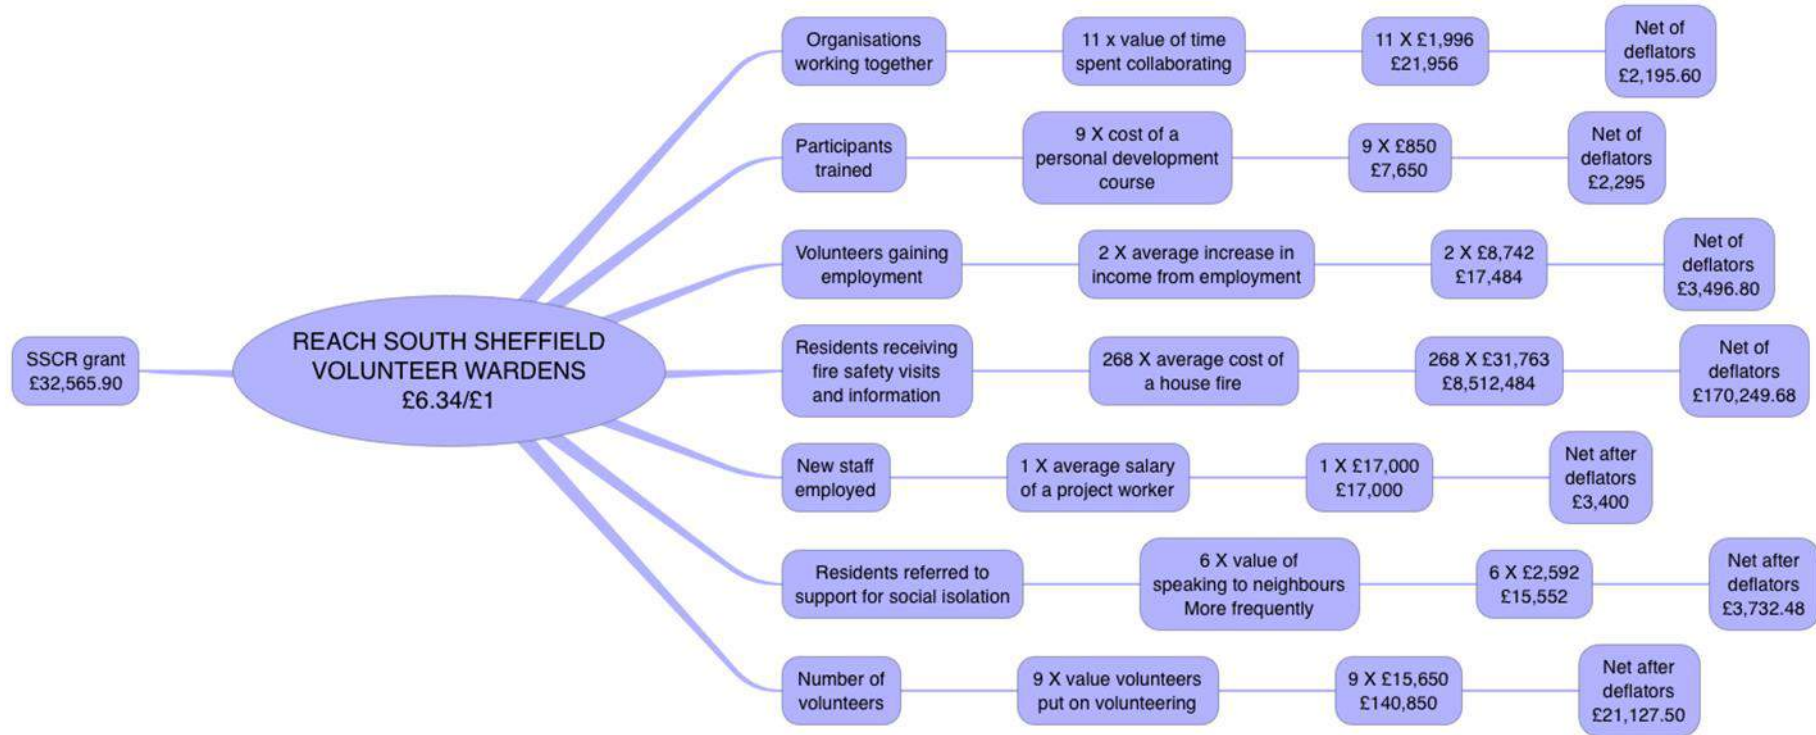 SSCR grant
£32,565.90
REACH SOUTH SHEFFIELD
VOLUNTEER WARDENS
£6.34/£1
Organisations
working together
11 x value of time
spent collaborating
11 X £1,996
£21,956
Net of
deflators
£2,195.60
Participants
trained
9 X cost of a
personal development
course
9 X £850
£7,650
Net of
deflators
£2,295
Volunteers gaining
employment
2 X average increase in
income from employment
2 X £8,742
£17,484
Net of
deflators
£3,496.80
Residents receiving
fire safety visits
and information
268 X average cost of
a house fire
268 X £31,763
£8,512,484
Net of
deflators
£170,249.68
New staff
employed
1 X average salary
of a project worker
1 X £17,000
£17,000
Net after
deflators
£3,400
Residents referred to
support for social isolation
6 X value of
speaking to neighbours
More frequently
6 X £2,592
£15,552
Net after
deflators
£3,732.48
Number of
volunteers
9 X value volunteers
put on volunteering
9 X £15,650
£140,850
Net after
deflators
£21,127.50